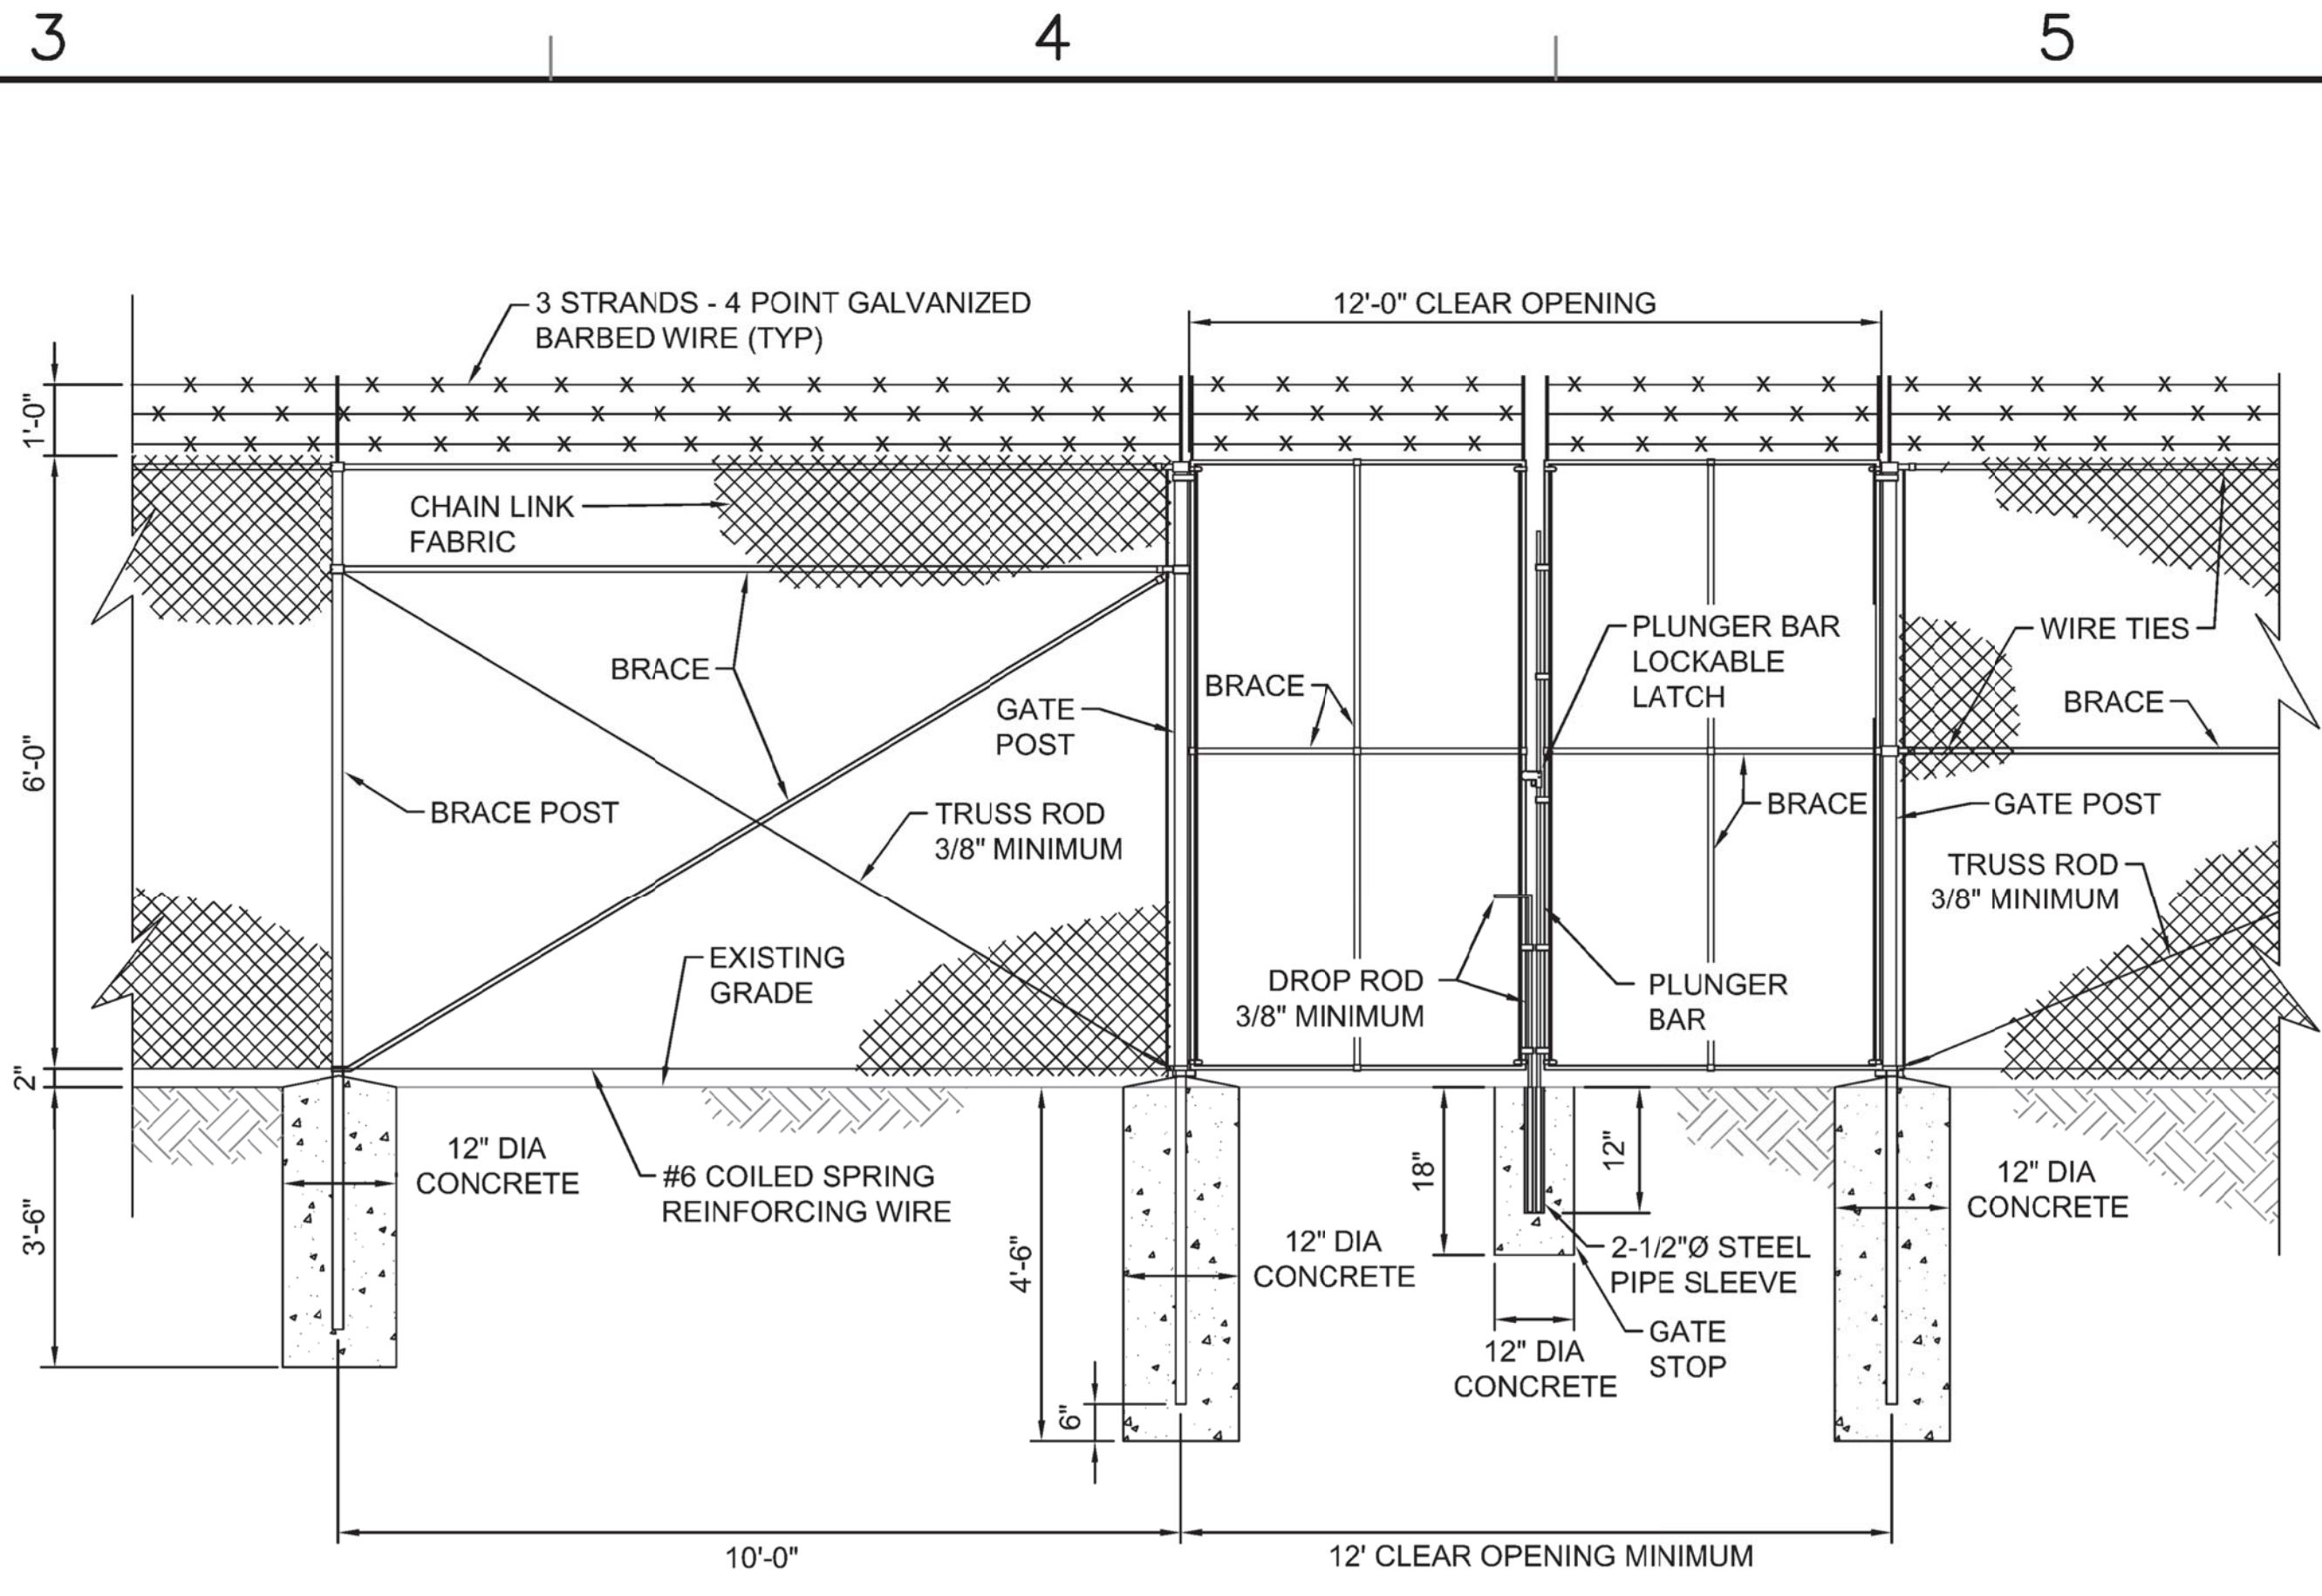 3 4 5
3 STRANDS - 4 POINT GALVANIZED
BARBED WIRE (TYP)
12'-0" CLEAR OPENING
1'-0"
CHAIN LINK
FABRIC
6'-0"
BRACE
BRACE POST
GATE
POST
TRUSS ROD
3/8" MINIMUM
BRACE
PLUNGER BAR
LOCKABLE
LATCH
WIRE TIES
BRACE
BRACE
GATE POST
TRUSS ROD
3/8" MINIMUM
EXISTING
GRADE
DROP ROD
3/8" MINIMUM
PLUNGER
BAR
2"
3'-6"
12" DIA
CONCRETE
#6 COILED SPRING
REINFORCING WIRE
4'-6"
6"
12" DIA
CONCRETE
18"
12"
2-1/2"Ø STEEL
PIPE SLEEVE
GATE
STOP
12" DIA
CONCRETE
12" DIA
CONCRETE
10'-0"
12' CLEAR OPENING MINIMUM